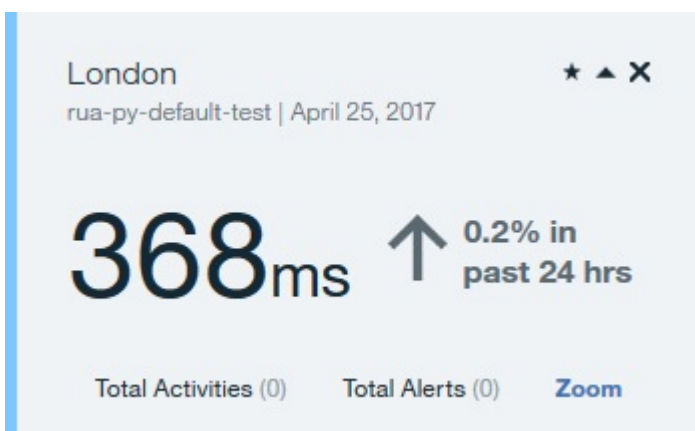 London
rua-py-default-test | April 25, 2017
368ms
0.2% in
past 24 hrs
Total Activities (0) Total Alerts (0) Zoom